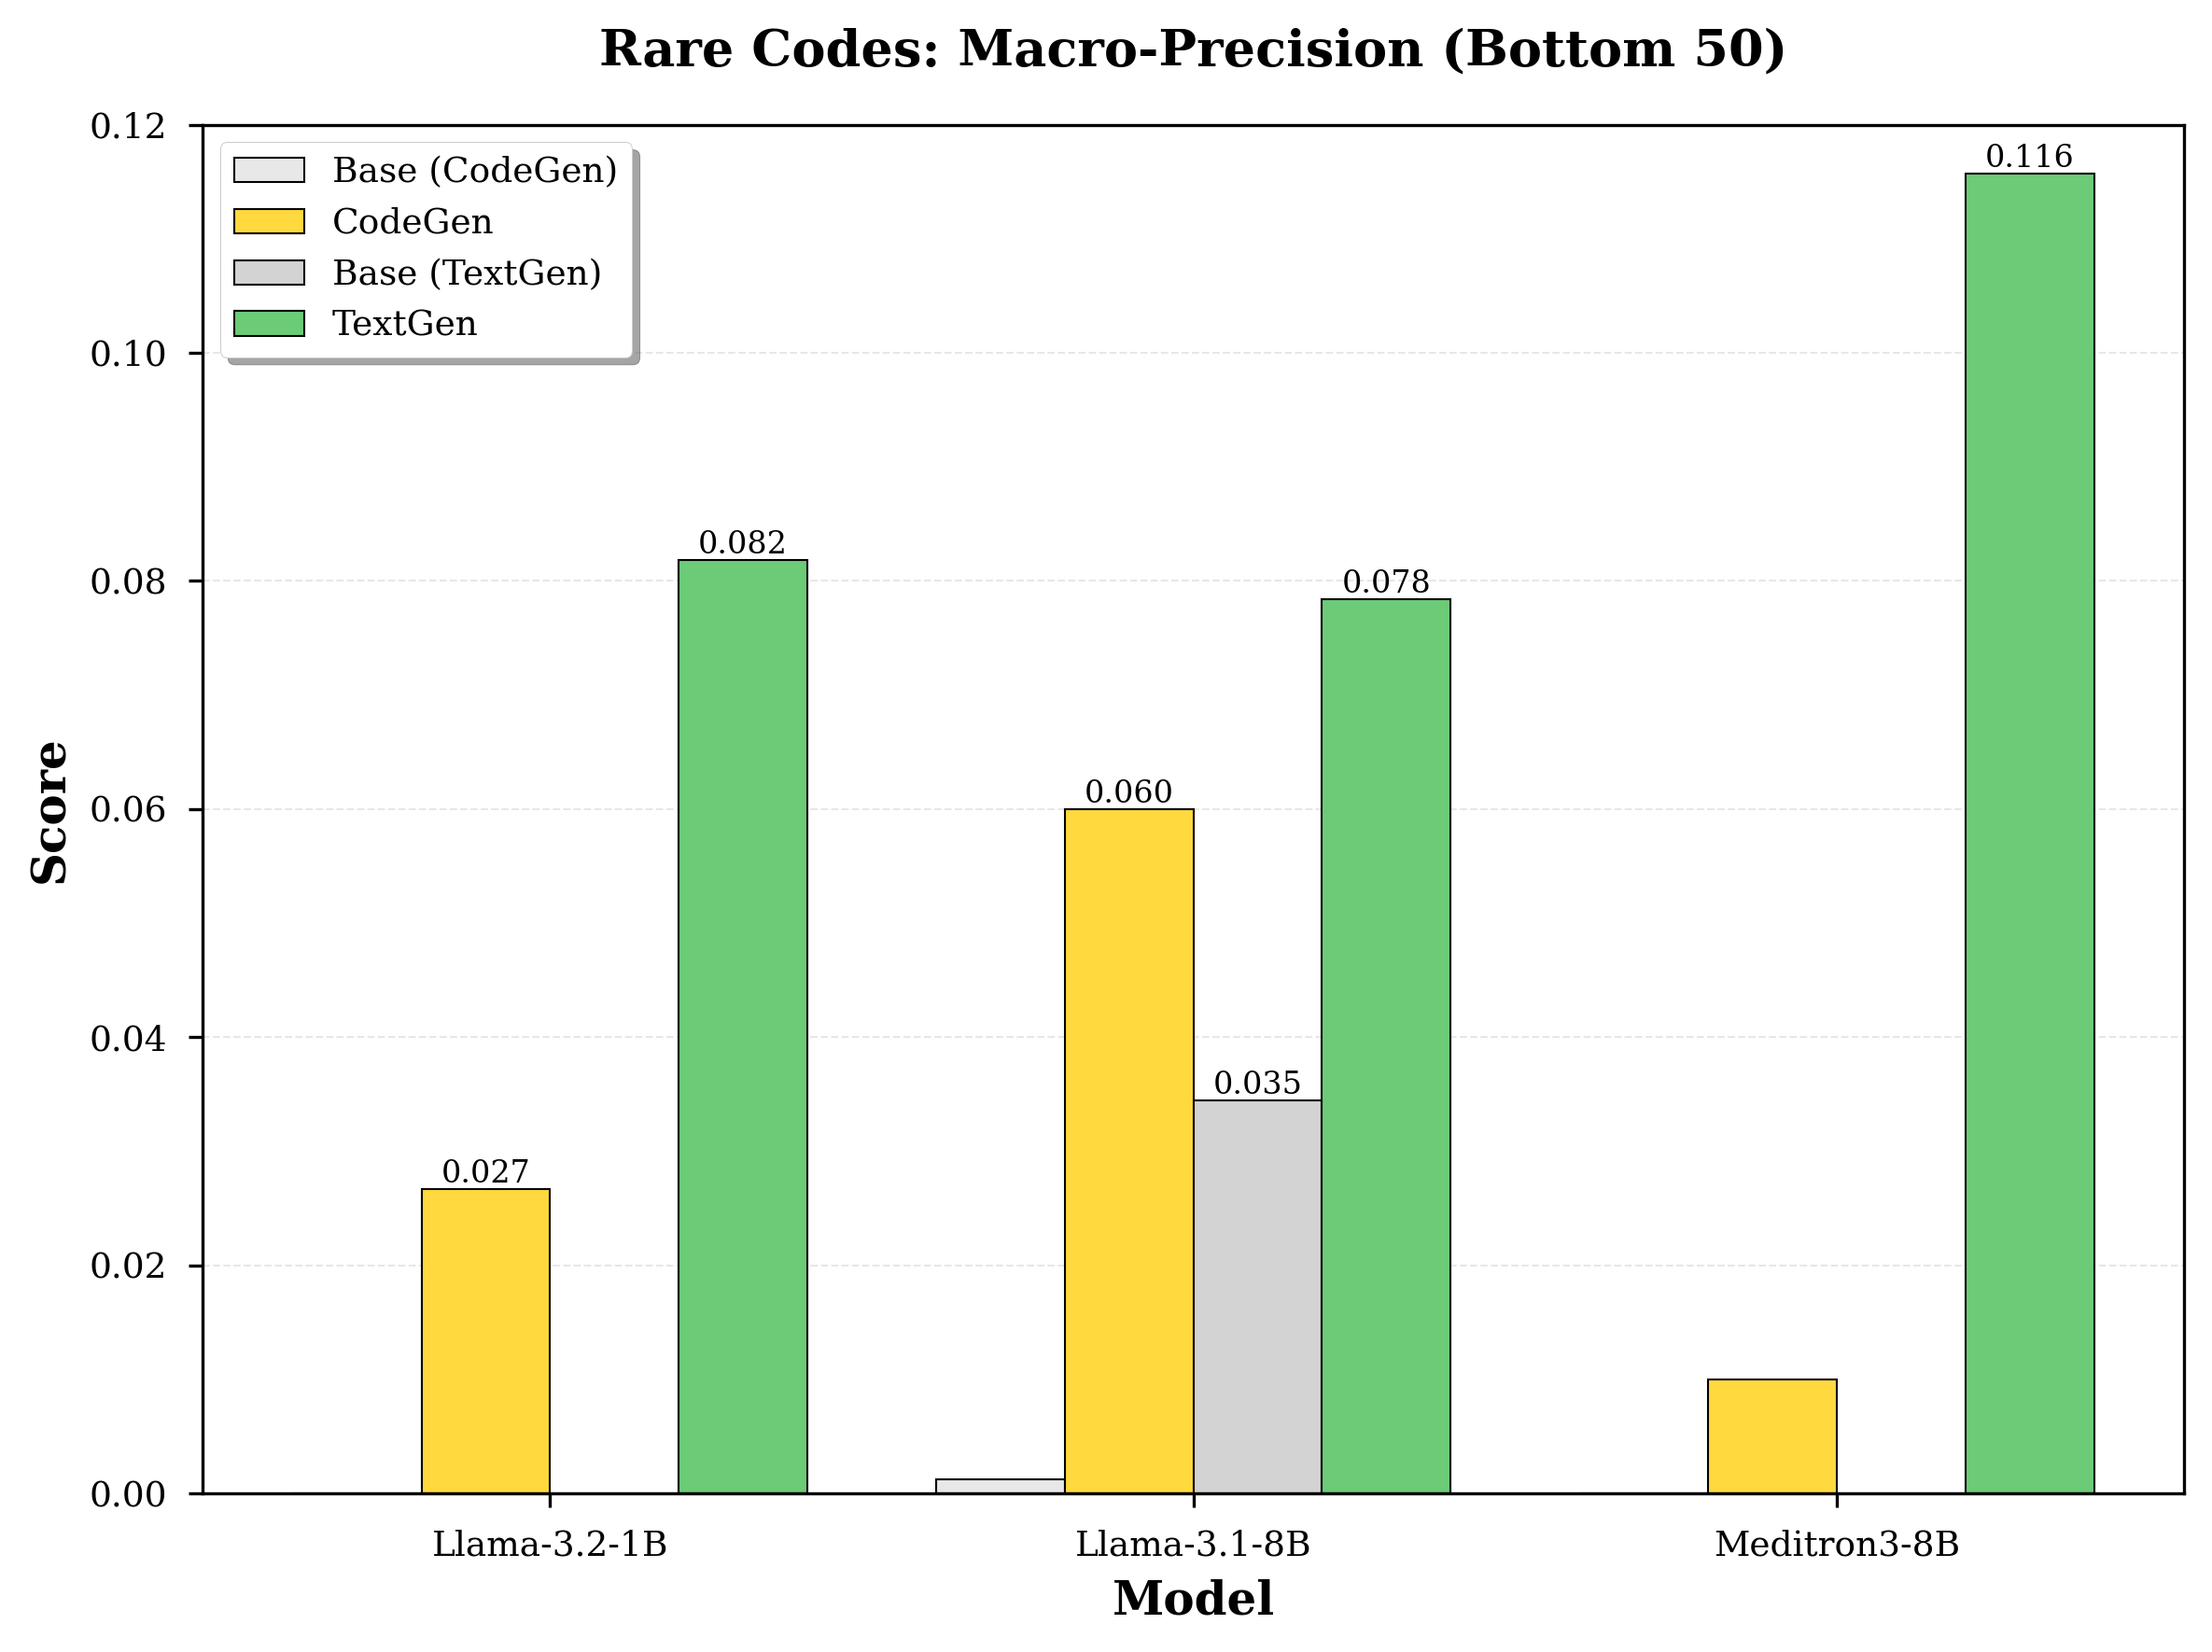 Rare Codes: Macro-Precision (Bottom 50)
0.12
0.10
0.08
0.06
0.04
0.02
0.00
Score
Base (CodeGen)
CodeGen
Base (TextGen)
TextGen
0.027
0.082
0.060
0.035
0.078
0.116
Llama-3.2-1B
Llama-3.1-8B
Meditron3-8B
Model